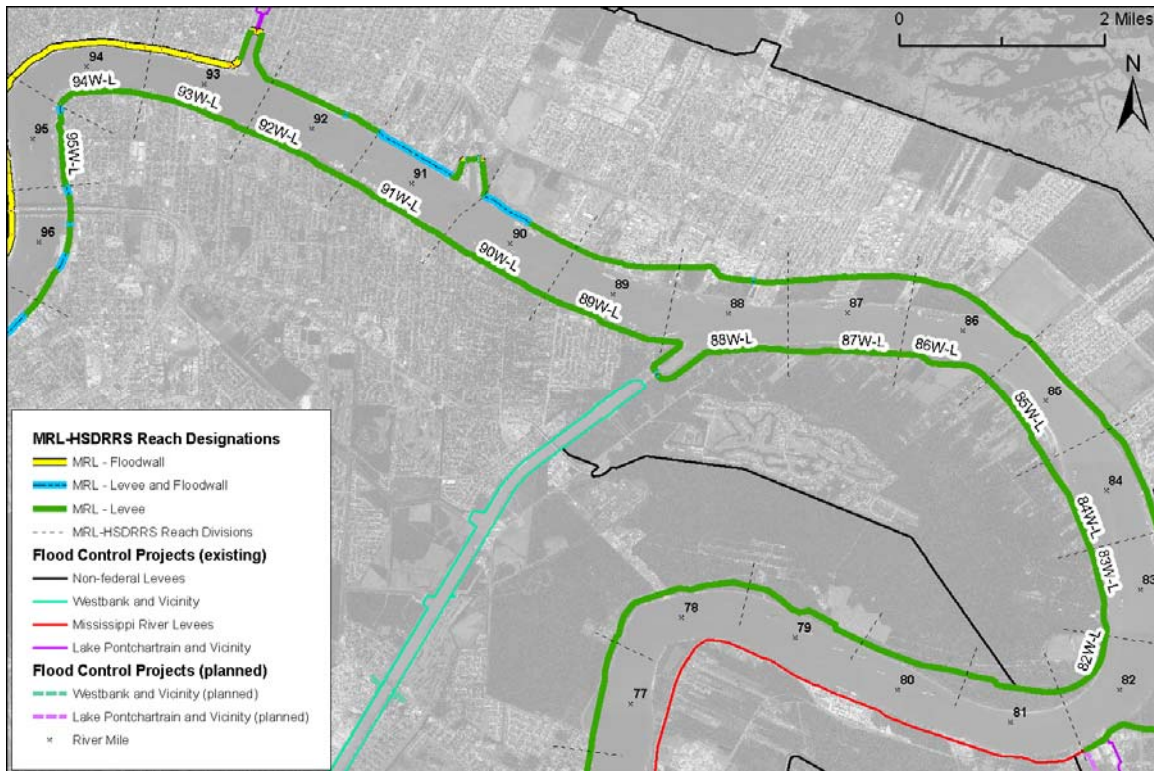 0 2 Miles
N
94
93
94W-L
93W-L
95
95W-L
92
92W-L
91
91W-L
96
90
90W-L
89
89W-L
88
88W-L
87
87W-L
86
86W-L
85
85W-L
84
84W-L
83
83W-L
82
82W-L
81
80
79
78
77
MRL-HSDRRS Reach Designations
MRL - Floodwall
MRL - Levee and Floodwall
MRL - Levee
MRL-HSDRRS Reach Divisions
Flood Control Projects (existing)
Non-federal Levees
Westbank and Vicinity
Mississippi River Levees
Lake Pontchartrain and Vicinity
Flood Control Projects (planned)
Westbank and Vicinity (planned)
Lake Pontchartrain and Vicinity (planned)
River Mile